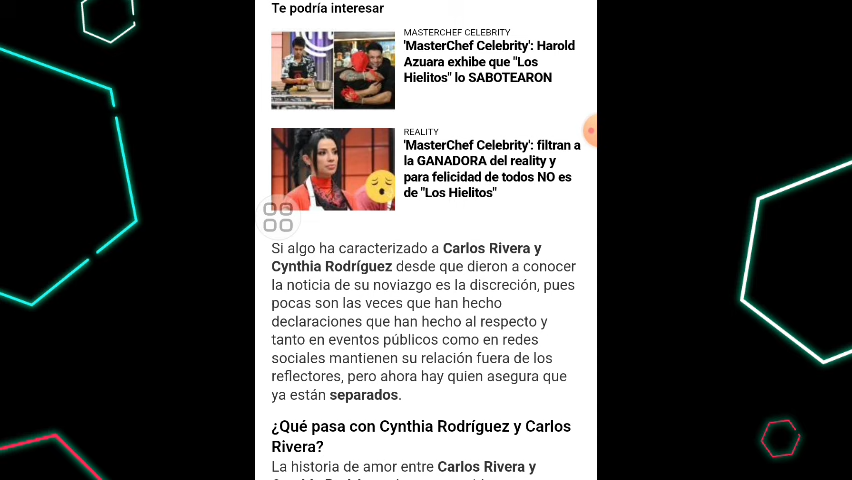 Te podría interesar
MASTERCHEF CELEBRITY
'MasterChef Celebrity': Harold
Azuara exhibe que "Los
Hielitos" lo SABOTEARON
REALITY
'MasterChef Celebrity': filtran a
la GANADORA del reality y
para felicidad de todos NO es
de "Los Hielitos"
Si algo ha caracterizado a Carlos Rivera y
Cynthia Rodríguez desde que dieron a conocer
la noticia de su noviazgo es la discreción, pues
pocas son las veces que han hecho
declaraciones que han hecho al respecto y
tanto en eventos públicos como en redes
sociales mantienen su relación fuera de los
reflectores, pero ahora hay quien asegura que
ya están separados.
¿Qué pasa con Cynthia Rodríguez y Carlos
Rivera?
La historia de amor entre Carlos Rivera y